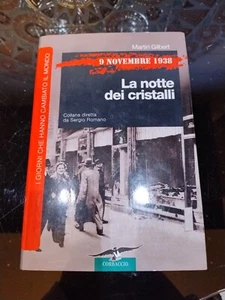 Martin Gilbert
9 NOVEMBRE 1938
La notte
dei cristalli
Collana diretta
da Sergio Romano
I GIORNI CHE HANNO CAMBIATO IL MONDO
CORBACCIO